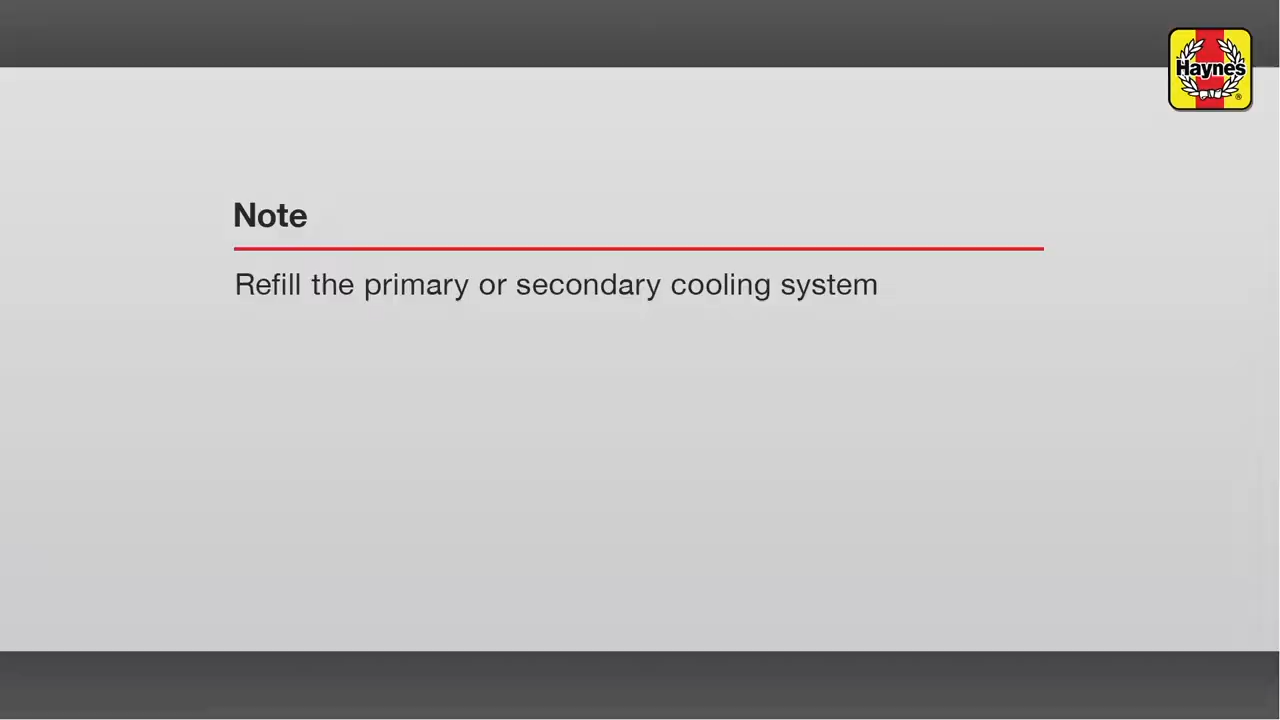 Haynes
Note
Refill the primary or secondary cooling system